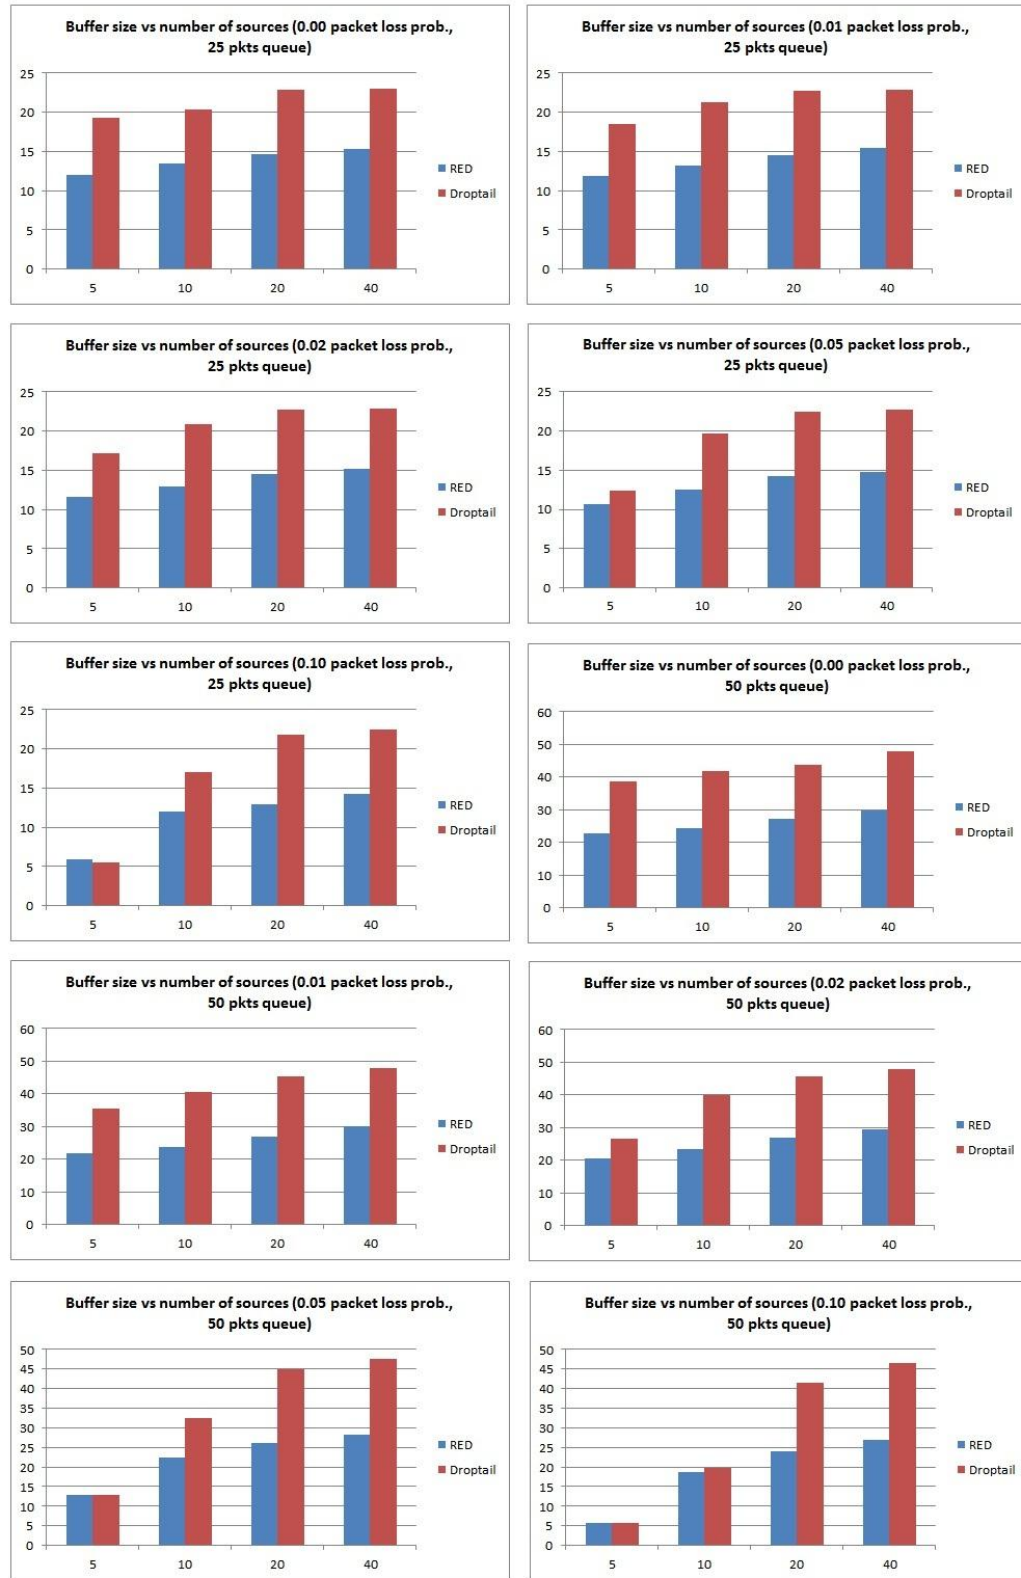 Buffer size vs number of sources (0.00 packet loss prob.,
25 pkts queue)
25
20
15
10
5
0
5 10 20 40
RED
Droptail
Buffer size vs number of sources (0.01 packet loss prob.,
25 pkts queue)
25
20
15
10
5
0
5 10 20 40
RED
Droptail
Buffer size vs number of sources (0.02 packet loss prob.,
25 pkts queue)
25
20
15
10
5
0
5 10 20 40
RED
Droptail
Buffer size vs number of sources (0.05 packet loss prob.,
25 pkts queue)
25
20
15
10
5
0
5 10 20 40
RED
Droptail
Buffer size vs number of sources (0.10 packet loss prob.,
25 pkts queue)
25
20
15
10
5
0
5 10 20 40
RED
Droptail
Buffer size vs number of sources (0.00 packet loss prob.,
50 pkts queue)
60
50
40
30
20
10
0
5 10 20 40
RED
Droptail
Buffer size vs number of sources (0.01 packet loss prob.,
50 pkts queue)
60
50
40
30
20
10
0
5 10 20 40
RED
Droptail
Buffer size vs number of sources (0.02 packet loss prob.,
50 pkts queue)
60
50
40
30
20
10
0
5 10 20 40
RED
Droptail
Buffer size vs number of sources (0.05 packet loss prob.,
50 pkts queue)
50
45
40
35
30
25
20
15
10
5
0
5 10 20 40
RED
Droptail
Buffer size vs number of sources (0.10 packet loss prob.,
50 pkts queue)
50
45
40
35
30
25
20
15
10
5
0
5 10 20 40
RED
Droptail